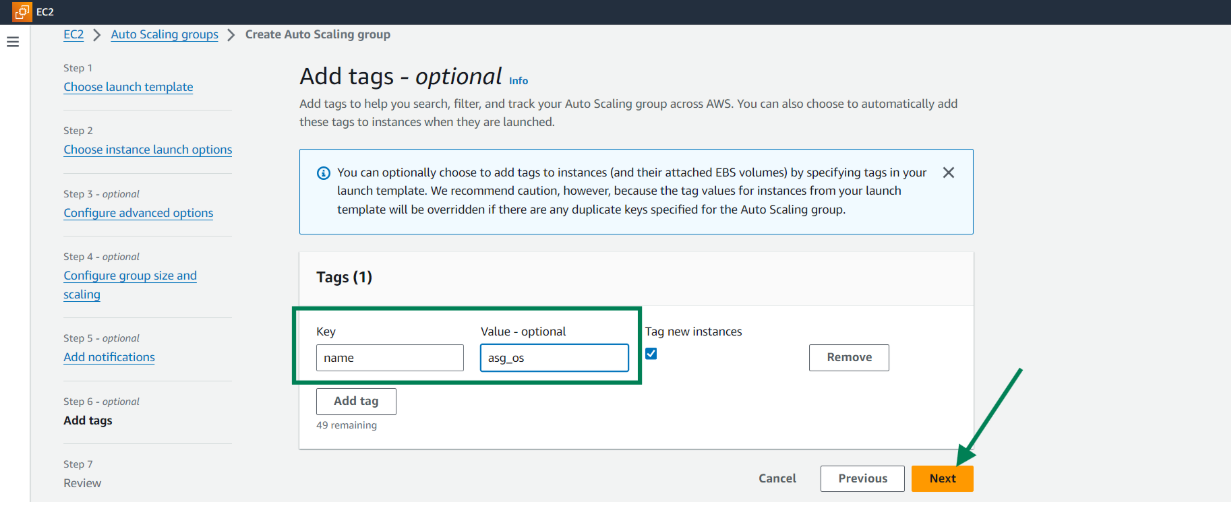 EC2
EC2 > Auto Scaling groups > Create Auto Scaling group
Step 1
Choose launch template
Step 2
Choose instance launch options
Step 3 - optional
Configure advanced options
Step 4 - optional
Configure group size and
scaling
Step 5 - optional
Add notifications
Step 6 - optional
Add tags
Step 7
Review
Add tags - optional Info
Add tags to help you search, filter, and track your Auto Scaling group across AWS. You can also choose to automatically add
these tags to instances when they are launched.
You can optionally choose to add tags to instances (and their attached EBS volumes) by specifying tags in your
launch template. We recommend caution, however, because the tag values for instances from your launch
template will be overridden if there are any duplicate keys specified for the Auto Scaling group.
Tags (1)
Key Value - optional Tag new instances
name asg_os Remove
Add tag
49 remaining
Cancel Previous Next